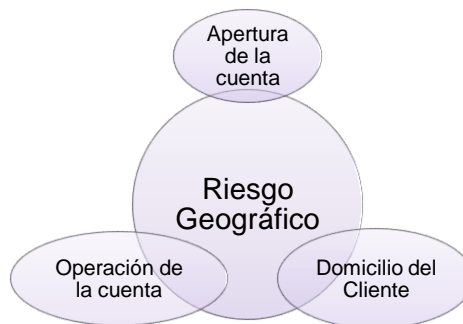 Apertura
de la
cuenta
Riesgo
Geográfico
Operación de
la cuenta
Domicilio del
Cliente